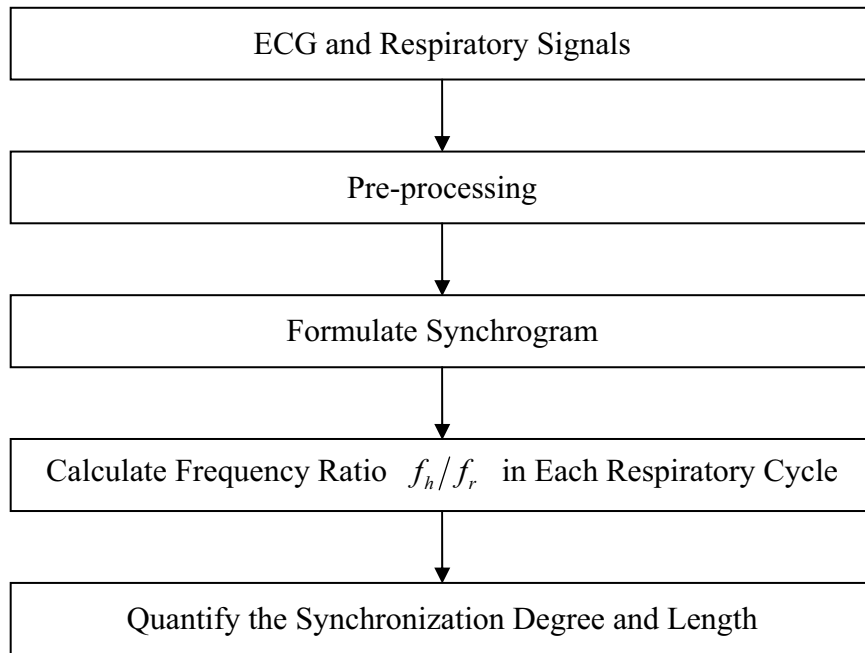 ECG and Respiratory Signals
Pre-processing
Formulate Synchrogram
Calculate Frequency Ratio f_h/f_r in Each Respiratory Cycle
Quantify the Synchronization Degree and Length